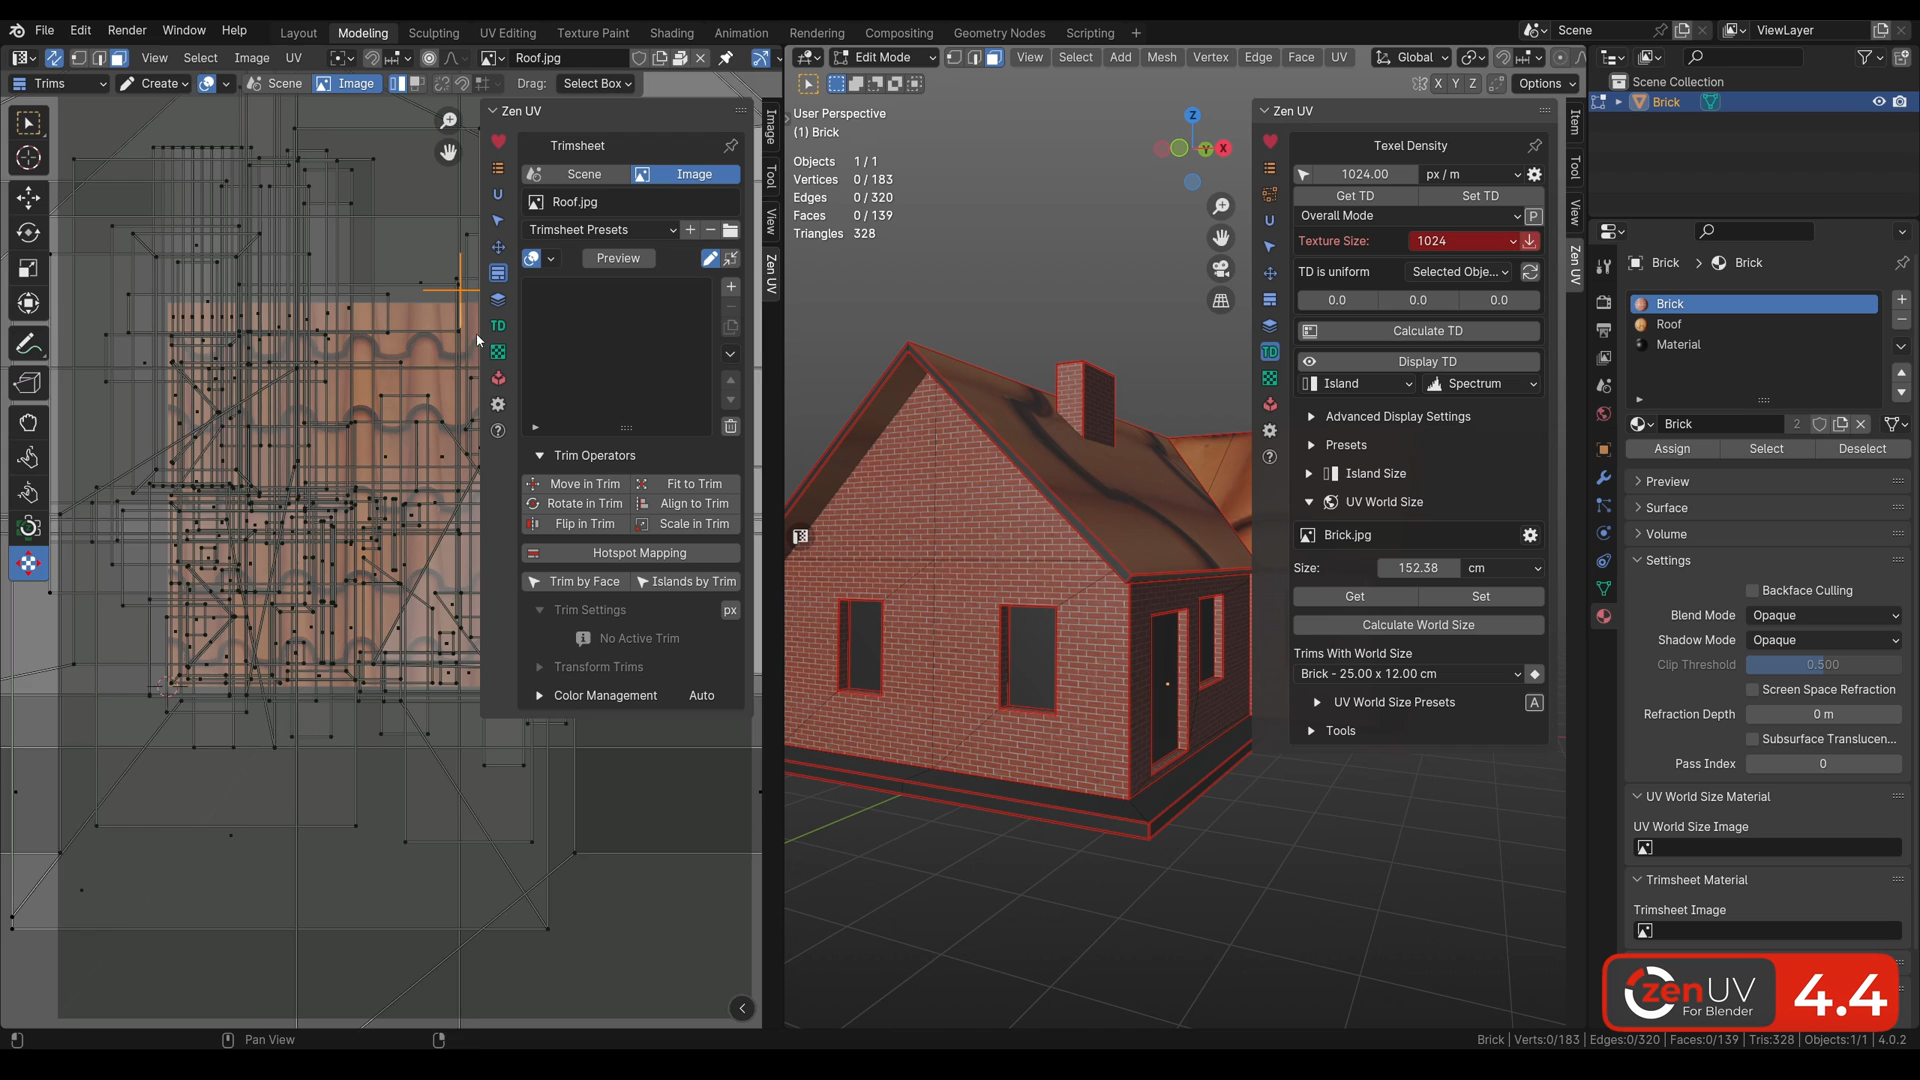 File Edit Render Window Help Layout Modeling Sculpting UV Editing Texture Paint Shading Animation Rendering Compositing Geometry Nodes Scripting + Scene ViewLayer
View Select Image UV Roof.jpg
Edit Mode View Select Add Mesh Vertex Edge Face UV Global
Trims Create Scene Image Drag: Select Box
X Y Z Options
Scene Collection
Brick
Zen UV
Trimsheet
Scene Image
Roof.jpg
Trimsheet Presets
Preview
Trim Operators
Move in Trim Fit to Trim
Rotate in Trim Align to Trim
Flip in Trim Scale in Trim
Hotspot Mapping
Trim by Face Islands by Trim
Trim Settings px
No Active Trim
Transform Trims
Color Management Auto
TD
Image
Tool
View
Zen UV
User Perspective
(1) Brick
Objects 1 / 1
Vertices 0 / 183
Edges 0 / 320
Faces 0 / 139
Triangles 328
Z
Y X
Zen UV
Texel Density
1024.00 px / m
Get TD Set TD
Overall Mode P
Texture Size: 1024
TD is uniform Selected Obje...
0.0 0.0 0.0
Calculate TD
Display TD
Island Spectrum
Advanced Display Settings
Presets
Island Size
UV World Size
Brick.jpg
Size: 152.38 cm
Get Set
Calculate World Size
Trims With World Size
Brick - 25.00 x 12.00 cm
UV World Size Presets A
Tools
TD
Item
Tool
View
Zen UV
Brick Brick
Brick
Roof
Material
Brick 2
Assign Select Deselect
Preview
Surface
Volume
Settings
Backface Culling
Blend Mode Opaque
Shadow Mode Opaque
Clip Threshold 0.500
Screen Space Refraction
Refraction Depth 0 m
Subsurface Translucen...
Pass Index 0
UV World Size Material
UV World Size Image
Trimsheet Material
Trimsheet Image
zenUV
For Blender
4.4
Pan View
Brick | Verts:0/183 | Edges:0/320 | Faces:0/139 | Tris:328 | Objects:1/1 | 4.0.2